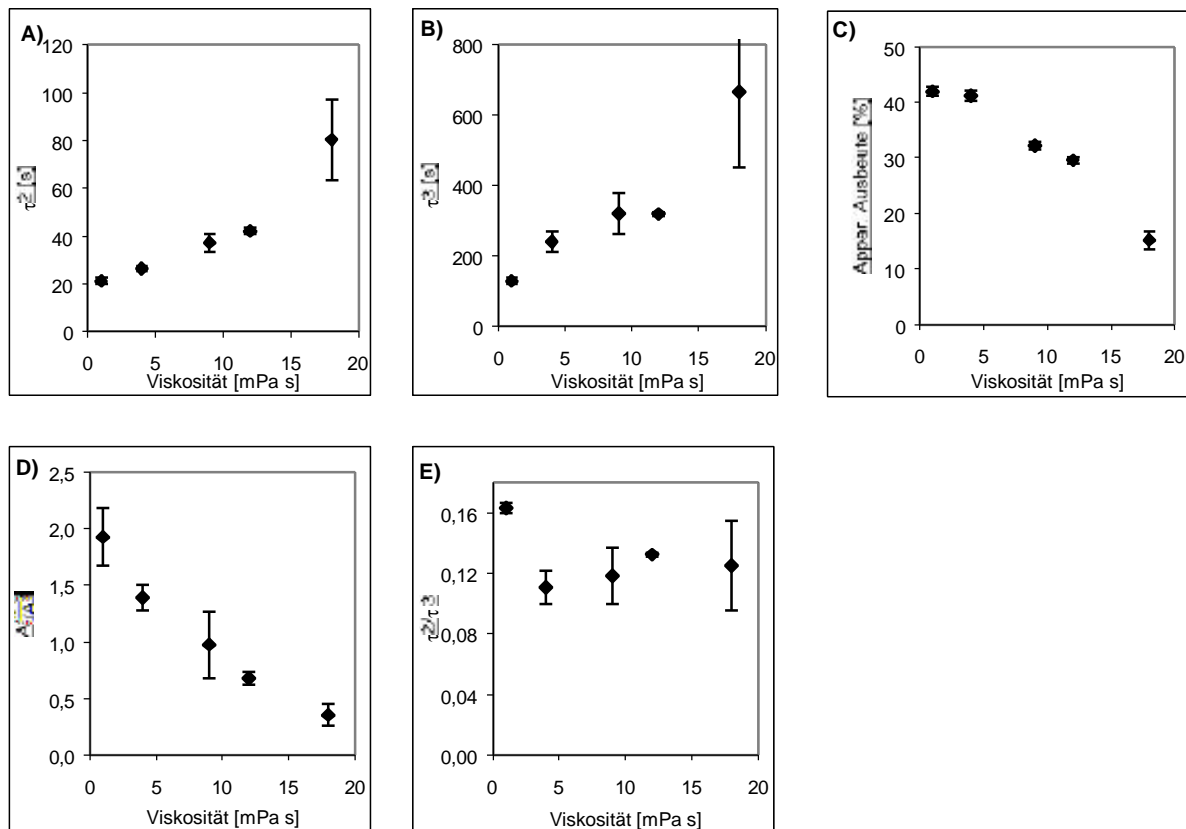 A)
120
100
80
60
40
20
0
τ2 [s]
0 5 10 15 20
Viskosität [mPa s]
B)
800
600
400
200
0
τ3 [s]
0 5 10 15 20
Viskosität [mPa s]
C)
50
40
30
20
10
0
Appar. Ausbeute [%]
0 5 10 15 20
Viskosität [mPa s]
D)
2,5
2,0
1,5
1,0
0,5
0,0
0 5 10 15 20
Viskosität [mPa s]
E)
0,16
0,12
0,08
0,04
0,00
τ2/τ3
0 5 10 15 20
Viskosität [mPa s]